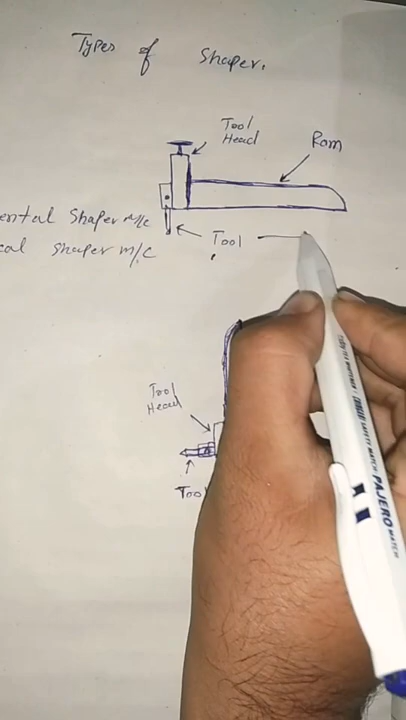 Types of Shaper.
Tool
Head
Ram
ental Shaper m/c
cal shaper m/c
Tool
Tool
Head
Tool
PAJERO